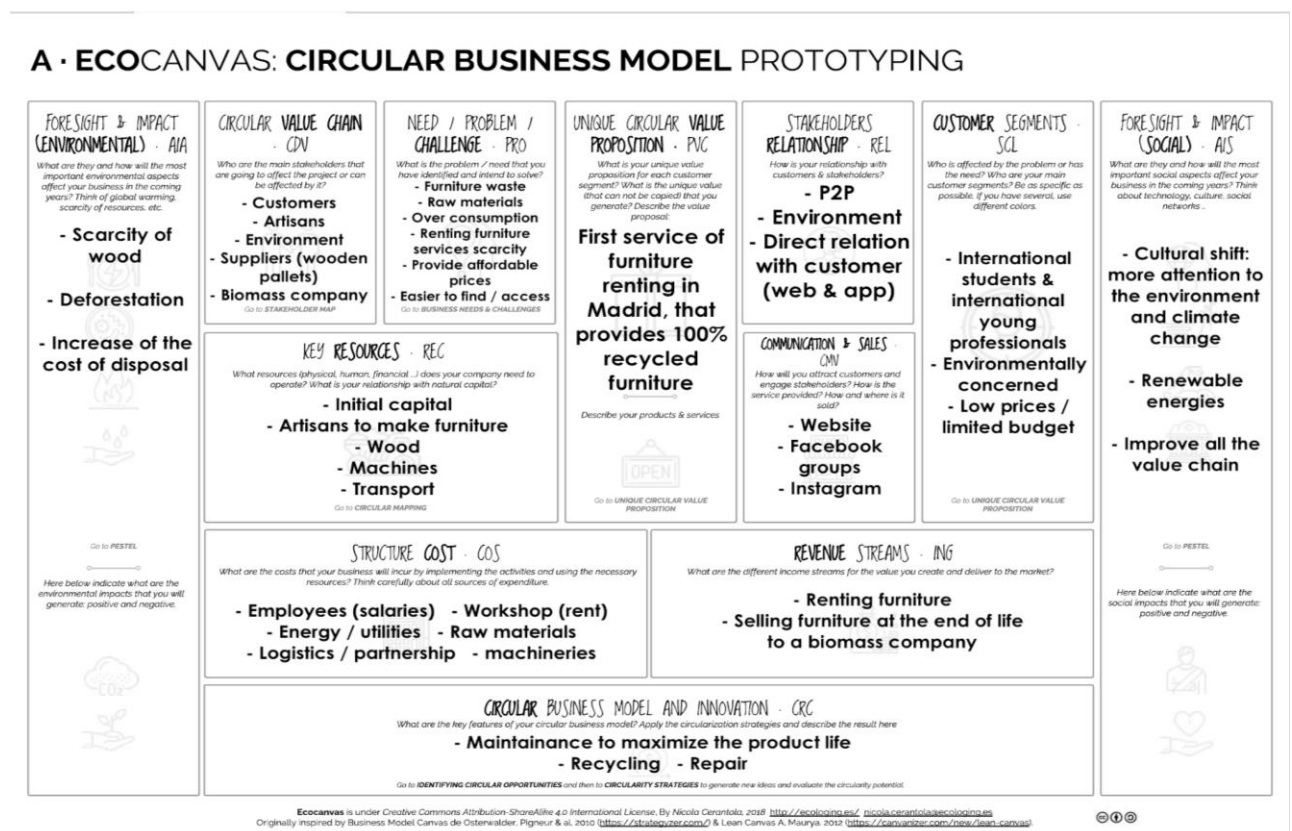 A · ECOCANVAS: CIRCULAR BUSINESS MODEL PROTOTYPING
FORESIGHT & IMPACT
(ENVIRONMENTAL) · AIA
What are they and how will the most
important environmental aspects
affect your business in the coming
years? Think of global warming,
scarcity of resources, etc.
- Scarcity of
wood
- Deforestation
- Increase of the
cost of disposal
Go to PESTEL
Here below indicate what are the
environmental impacts that you will
generate: positive and negative.
CO2
CIRCULAR VALUE CHAIN
· CDV
Who are the main stakeholders that
are going to affect the project or can
be affected by it?
- Customers
- Artisans
- Environment
- Suppliers (wooden
pallets)
- Biomass company
Go to STAKEHOLDER MAP
NEED / PROBLEM /
CHALLENGE · PRO
What is the problem / need that you
have identified and intend to solve?
- Furniture waste
- Raw materials
- Over consumption
- Renting furniture
services scarcity
- Provide affordable
prices
- Easier to find / access
Go to BUSINESS NEEDS & CHALLENGES
KEY RESOURCES · REC
What resources (physical, human, financial ...) does your company need to
operate? What is your relationship with natural capital?
- Initial capital
- Artisans to make furniture
- Wood
- Machines
- Transport
Go to CIRCULAR MAPPING
UNIQUE CIRCULAR VALUE
PROPOSITION · PVC
What is your unique value
proposition for each customer
segment? What is the unique value
(that can not be copied) that you
generate? Describe the value
proposal:
First service of
furniture
renting in
Madrid, that
provides 100%
recycled
furniture
Describe your products & services
OPEN
Go to UNIQUE CIRCULAR VALUE
PROPOSITION
STAKEHOLDERS
RELATIONSHIP · REL
How is your relationship with
customers & stakeholders?
- P2P
- Environment
- Direct relation
with customer
(web & app)
COMMUNICATION & SALES ·
CMV
How will you attract customers and
engage stakeholders? How is the
service provided? How and where is it
sold?
- Website
- Facebook
groups
- Instagram
CUSTOMER SEGMENTS ·
SCL
Who is affected by the problem or has
the need? Who are your main
customer segments? Be as specific as
possible. If you have several, use
different colors.
- International
students &
international
young
professionals
- Environmentally
concerned
- Low prices /
limited budget
Go to UNIQUE CIRCULAR VALUE
PROPOSITION
FORESIGHT & IMPACT
(SOCIAL) · AIS
What are they and how will the most
important social aspects affect your
business in the coming years? Think
about technology, culture, social
networks ..
- Cultural shift:
more attention to
the environment
and climate
change
- Renewable
energies
- Improve all the
value chain
Go to PESTEL
Here below indicate what are the
social impacts that you will generate:
positive and negative.
STRUCTURE COST · COS
What are the costs that your business will incur by implementing the activities and using the necessary
resources? Think carefully about all sources of expenditure.
- Employees (salaries) - Workshop (rent)
- Energy / utilities - Raw materials
- Logistics / partnership - machineries
REVENUE STREAMS · ING
What are the different income streams for the value you create and deliver to the market?
- Renting furniture
- Selling furniture at the end of life
to a biomass company
CIRCULAR BUSINESS MODEL AND INNOVATION · CRC
What are the key features of your circular business model? Apply the circularization strategies and describe the result here
- Maintainance to maximize the product life
- Recycling - Repair
Go to IDENTIFYING CIRCULAR OPPORTUNITIES and then to CIRCULARITY STRATEGIES to generate new ideas and evaluate the circularity potential.
Ecocanvas is under Creative Commons Attribution-ShareAlike 4.0 International License, By Nicola Cerantola, 2018 http://ecologing.es/ nicola.cerantola@ecologing.es
Originally inspired by Business Model Canvas de Osterwalder, Pigneur & al. 2010 (https://strategyzer.com/) & Lean Canvas A. Maurya. 2012 (https://canvanizer.com/new/lean-canvas).